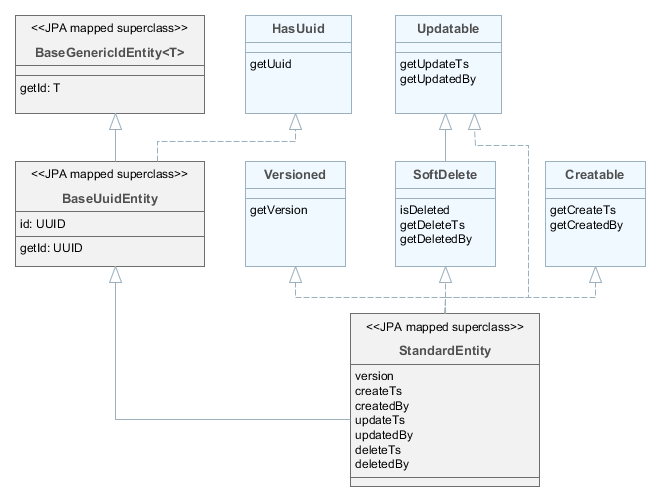 <<JPA mapped superclass>>
BaseGenericIdEntity<T>
getId: T
HasUuid
getUuid
Updatable
getUpdateTs
getUpdatedBy
<<JPA mapped superclass>>
BaseUuidEntity
id: UUID
getId: UUID
Versioned
getVersion
SoftDelete
isDeleted
getDeleteTs
getDeletedBy
Creatable
getCreateTs
getCreatedBy
<<JPA mapped superclass>>
StandardEntity
version
createTs
createdBy
updateTs
updatedBy
deleteTs
deletedBy